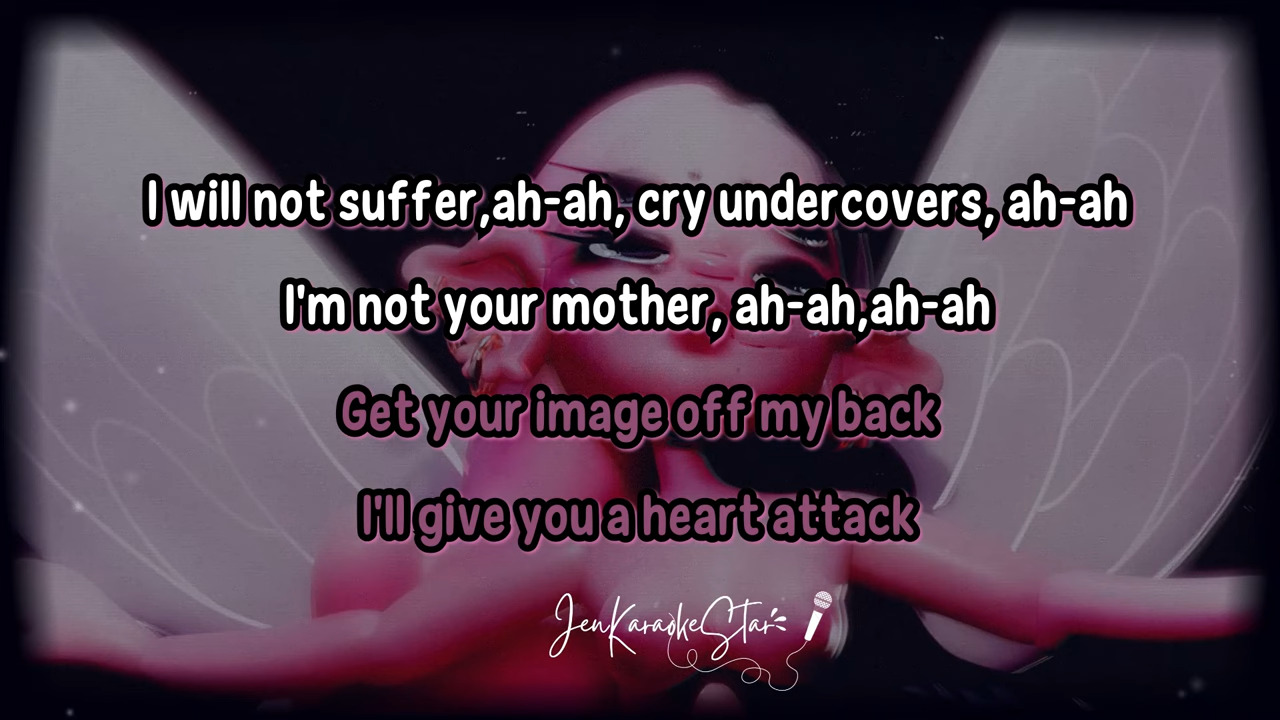 I will not suffer,ah-ah, cry undercovers, ah-ah
I'm not your mother, ah-ah,ah-ah
Get your image off my back
I'll give you a heart attack
JenKaraokeStar